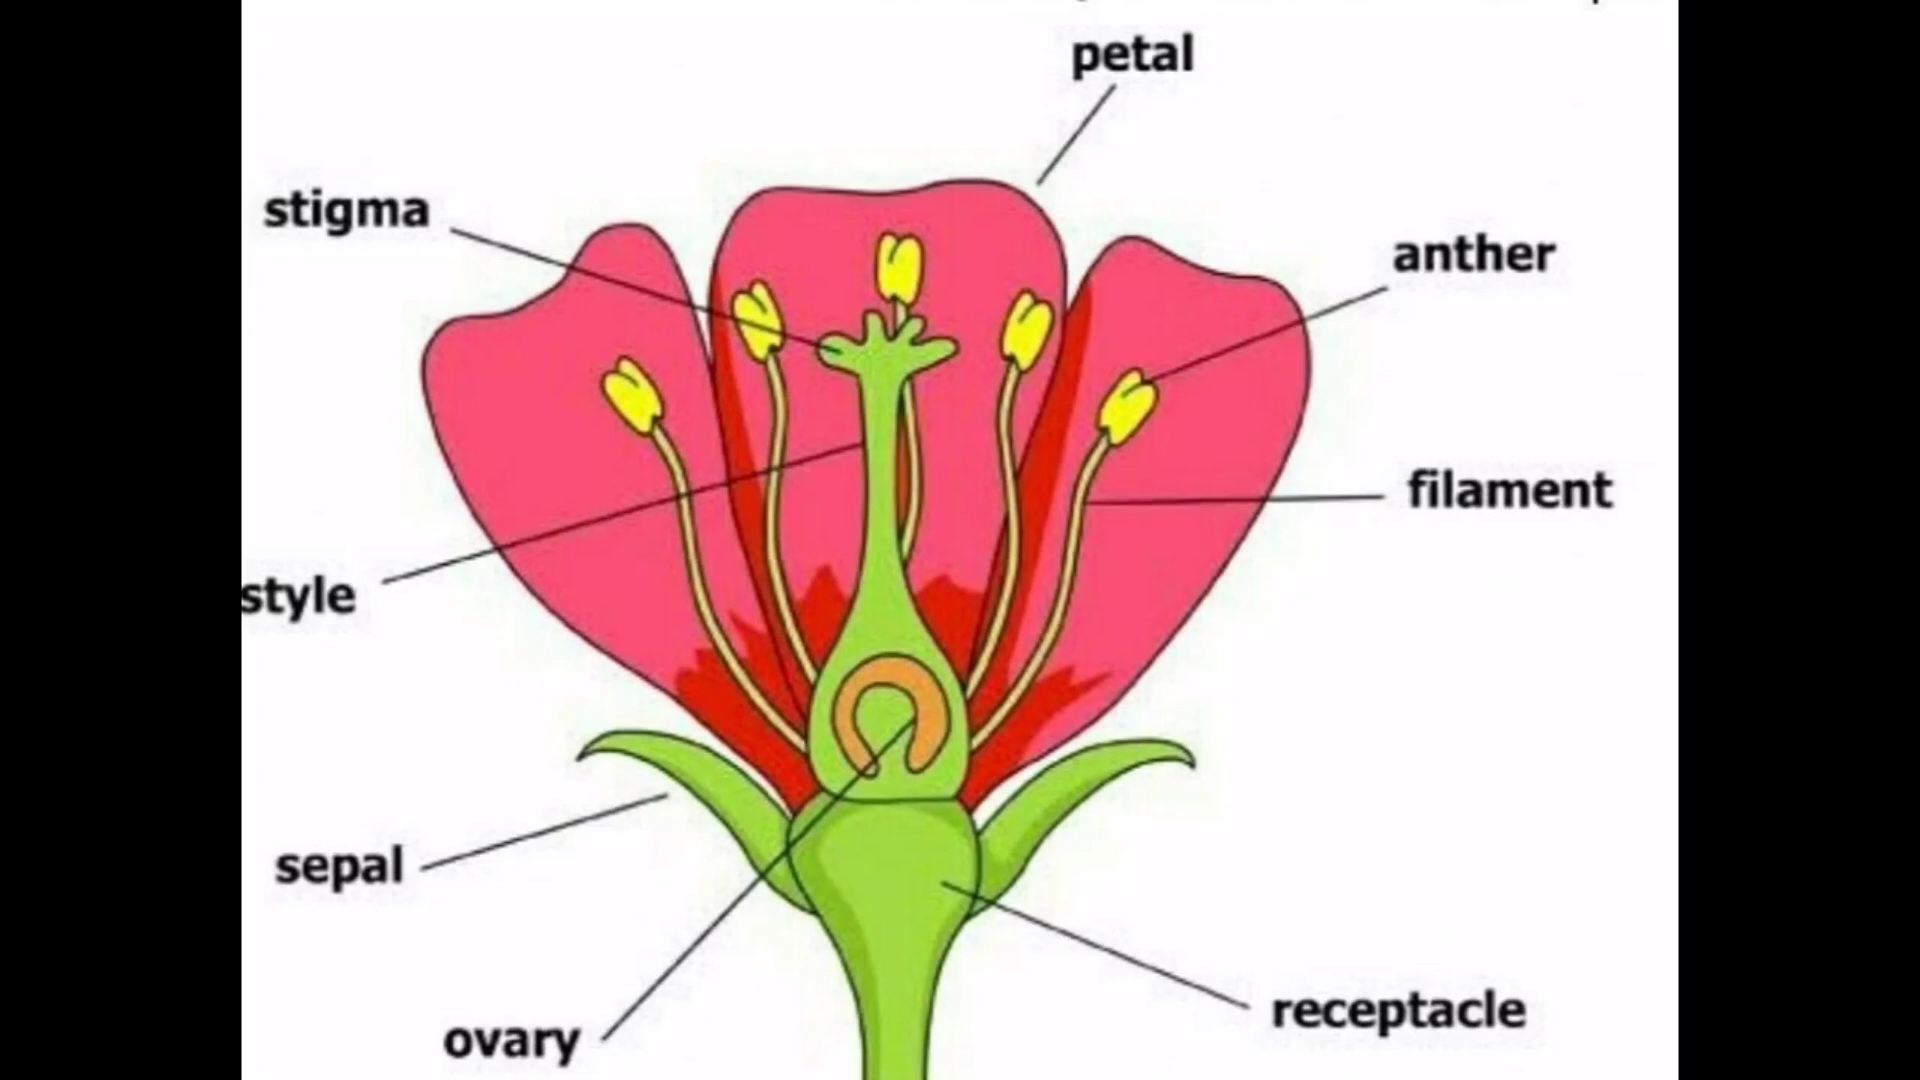 petal
stigma
anther
filament
style
sepal
receptacle
ovary